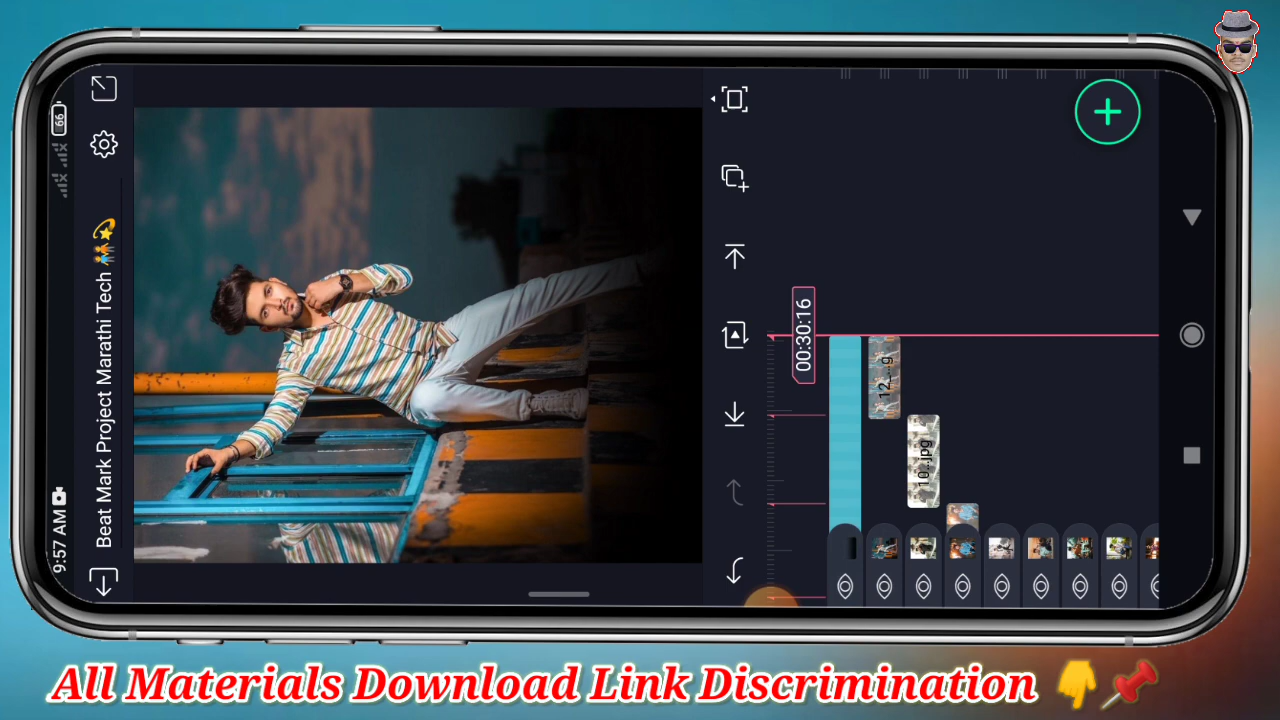 9:57 AM
66
Beat Mark Project Marathi Tech 👬💫
00:30:16
12...g
10...jpg
All Materials Download Link Discrimination 👇📌